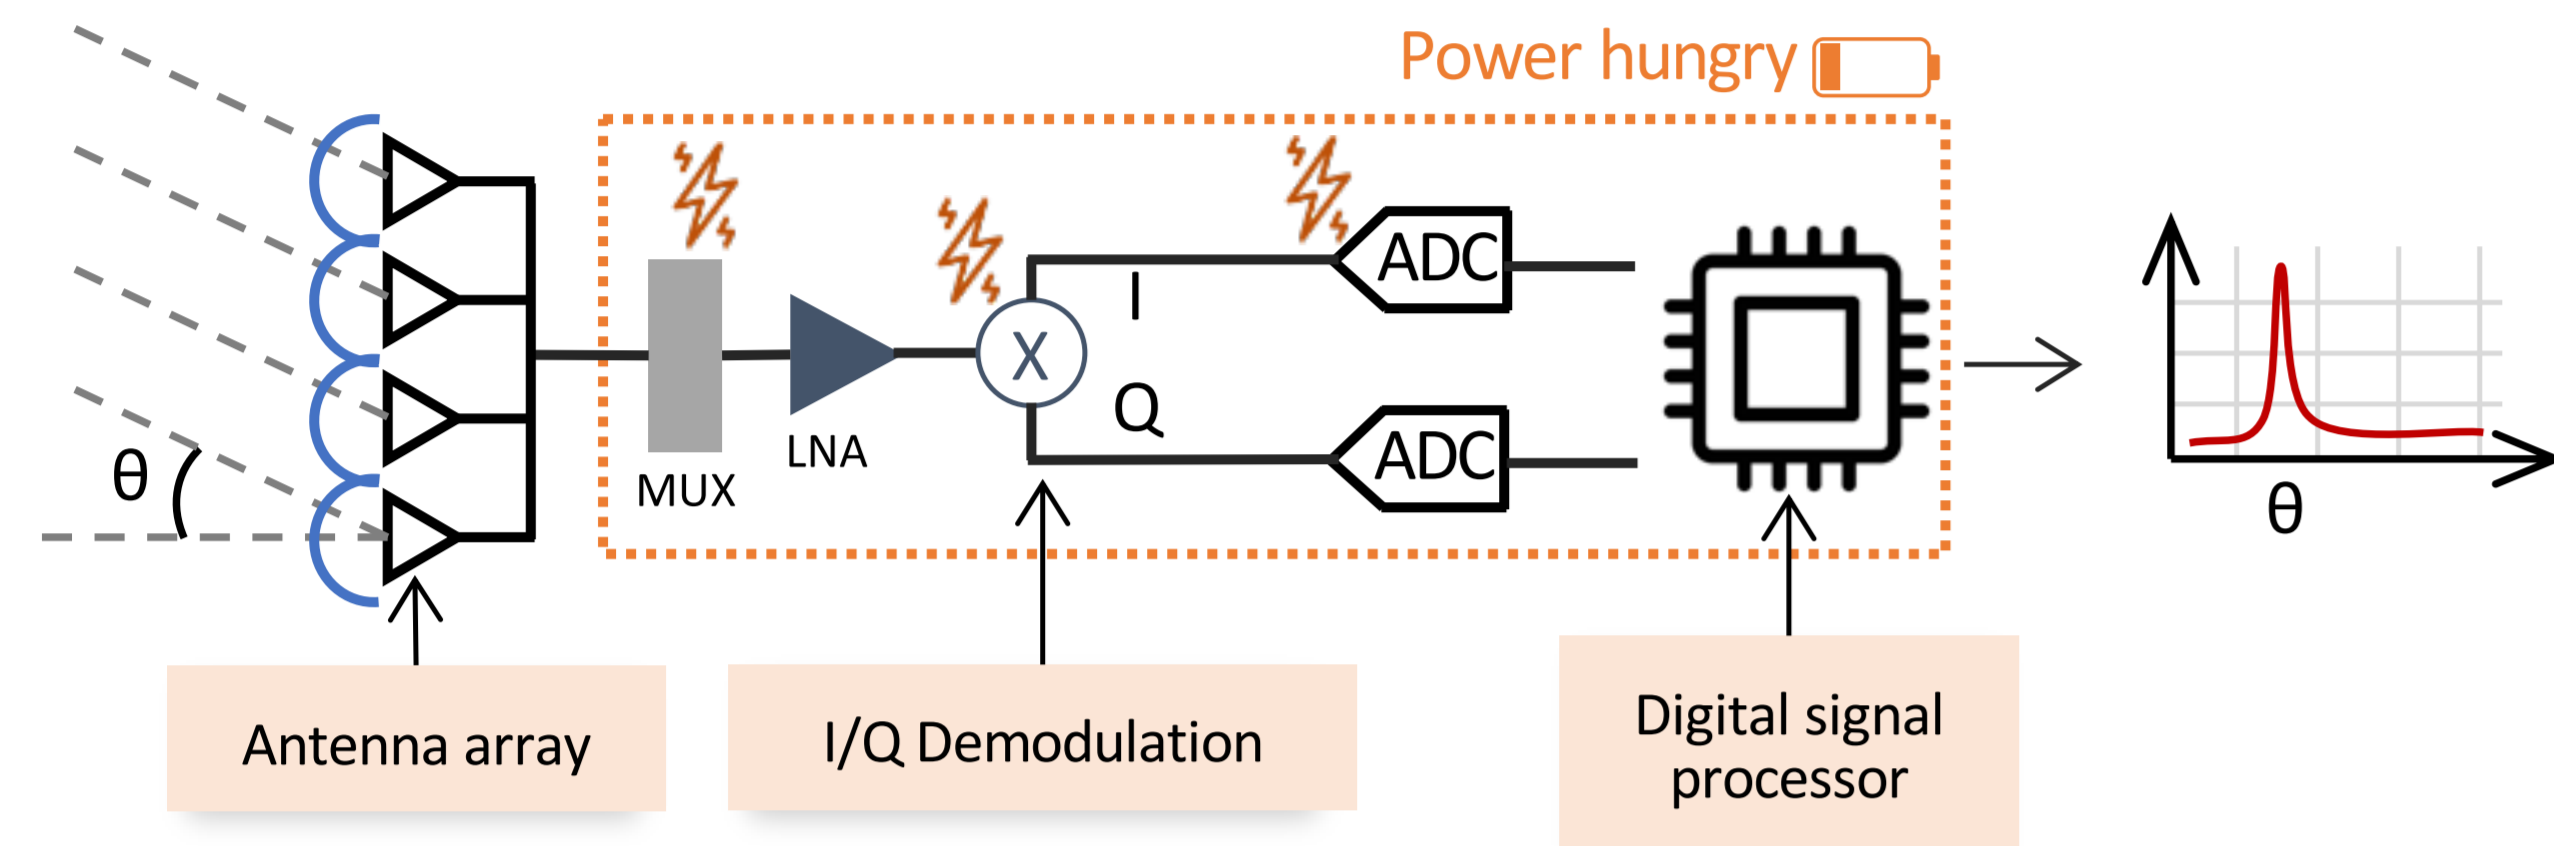 Power hungry
θ
MUX
LNA
X
I
Q
ADC
ADC
θ
Antenna array
I/Q Demodulation
Digital signal
processor